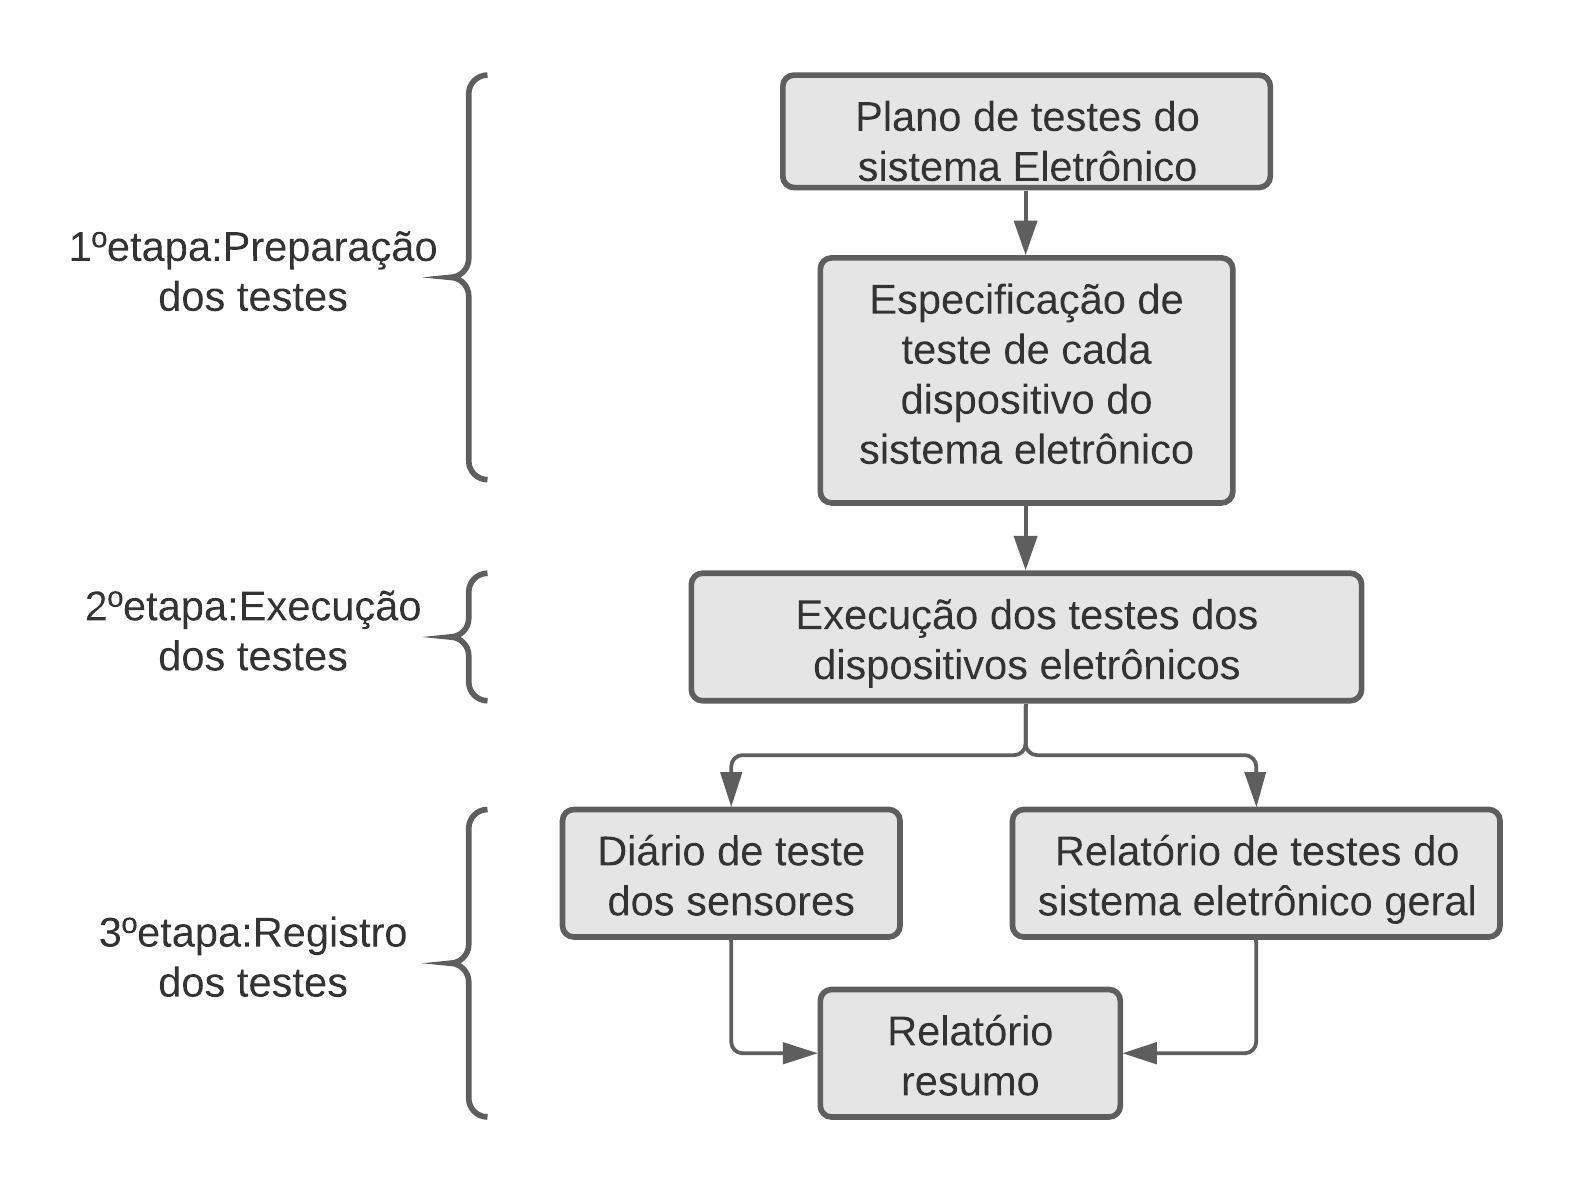 Plano de testes do
sistema Eletrônico
1ºetapa:Preparação
dos testes
Especificação de
teste de cada
dispositivo do
sistema eletrônico
2ºetapa:Execução
dos testes
Execução dos testes dos
dispositivos eletrônicos
3ºetapa:Registro
dos testes
Diário de teste
dos sensores
Relatório de testes do
sistema eletrônico geral
Relatório
resumo